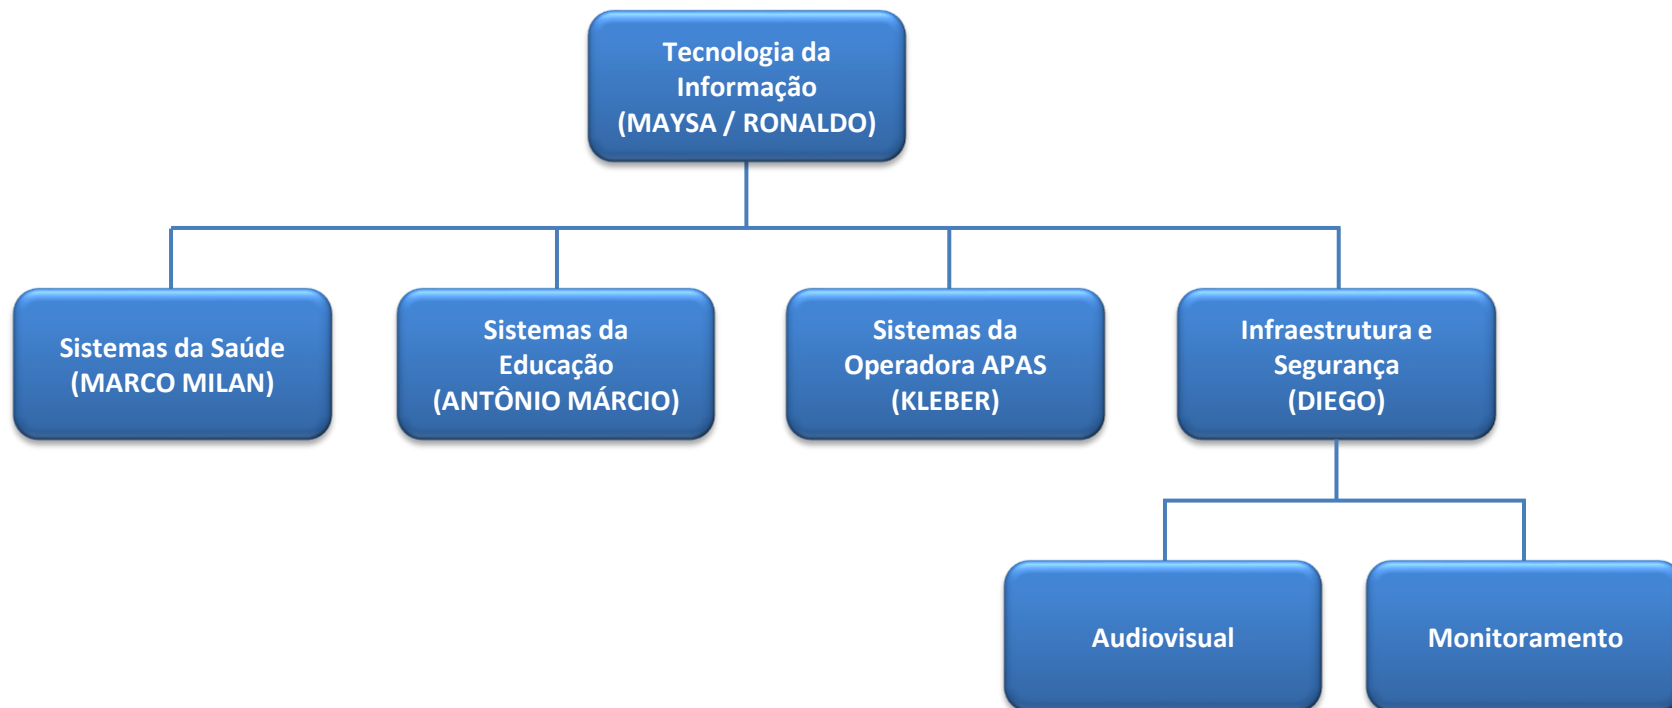 Tecnologia da
Informação
(MAYSA / RONALDO)
Sistemas da Saúde
(MARCO MILAN)
Sistemas da
Educação
(ANTÔNIO MÁRCIO)
Sistemas da
Operadora APAS
(KLEBER)
Infraestrutura e
Segurança
(DIEGO)
Audiovisual
Monitoramento